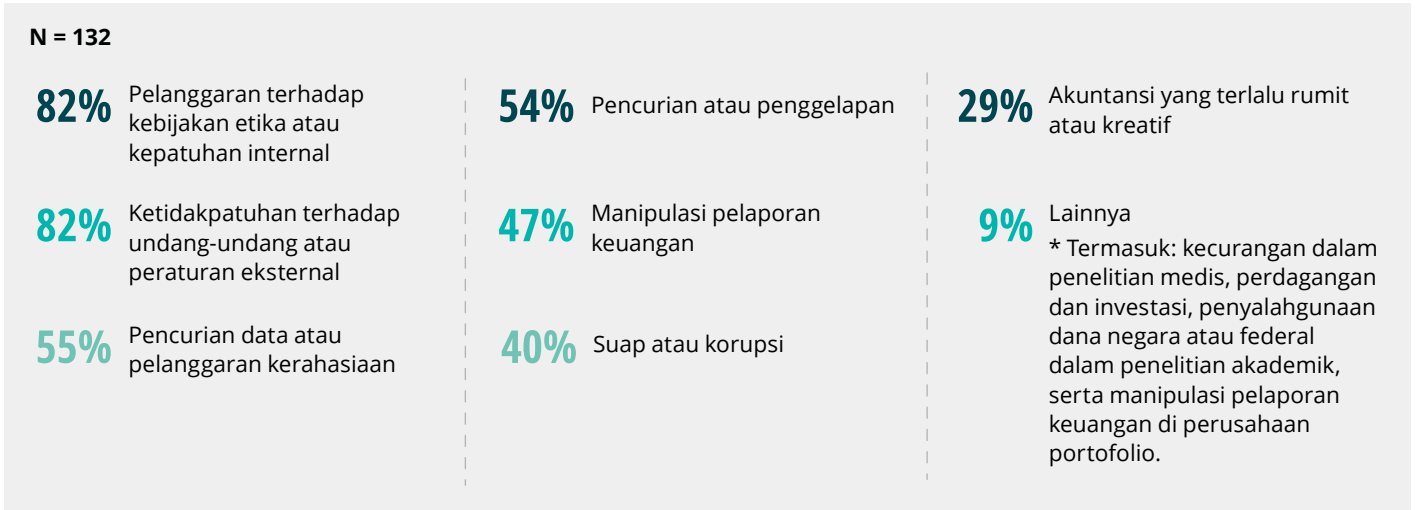 N = 132
82%
Pelanggaran terhadap
kebijakan etika atau
kepatuhan internal
82%
Ketidakpatuhan terhadap
undang-undang atau
peraturan eksternal
55%
Pencurian data atau
pelanggaran kerahasiaan
54%
Pencurian atau penggelapan
47%
Manipulasi pelaporan
keuangan
40%
Suap atau korupsi
29%
Akuntansi yang terlalu rumit
atau kreatif
9%
Lainnya
* Termasuk: kecurangan dalam
penelitian medis, perdagangan
dan investasi, penyalahgunaan
dana negara atau federal
dalam penelitian akademik,
serta manipulasi pelaporan
keuangan di perusahaan
portofolio.